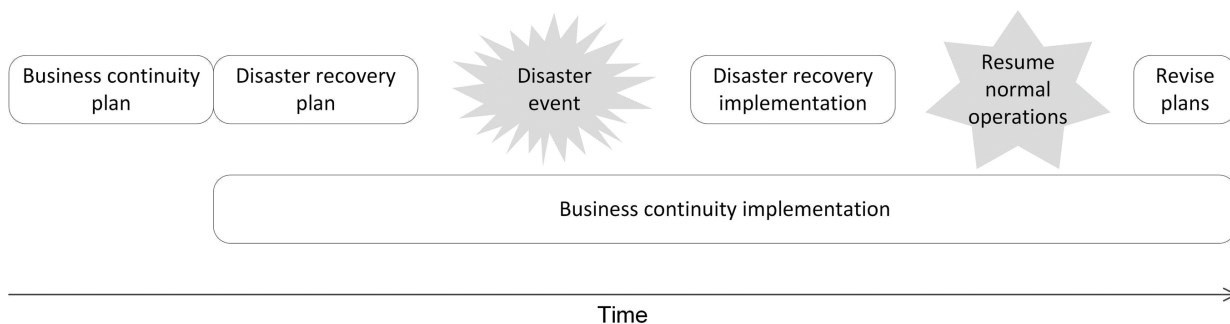 Business continuity
plan
Disaster recovery
plan
Disaster
event
Disaster recovery
implementation
Resume
normal
operations
Revise
plans
Business continuity implementation
Time